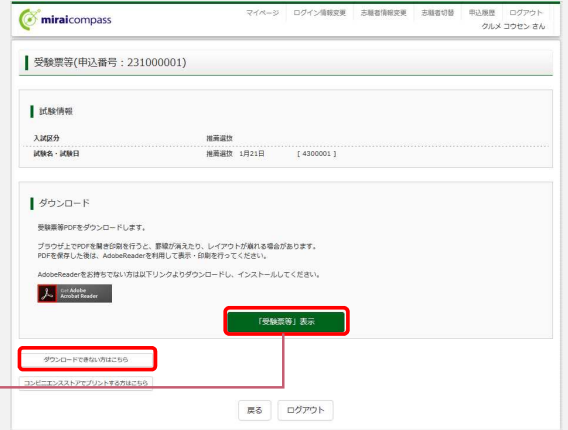 miraicompass
マイページ ログイン情報変更 志願者情報変更 志願者切替 申込履歴 ログアウト
クルメ コウセン さん
受験票等(申込番号：231000001)
試験情報
入試区分 推薦選抜
試験名・試験日 推薦選抜 1月21日 [ 4300001 ]
ダウンロード
受験票等PDFをダウンロードします。
ブラウザ上でPDFを開き印刷を行うと、罫線が消えたり、レイアウトが崩れる場合があります。
PDFを保存した後は、AdobeReaderを利用して表示・印刷を行ってください。
AdobeReaderをお持ちでない方は以下リンクよりダウンロードし、インストールしてください。
Get Adobe
Acrobat Reader
「受験票等」表示
ダウンロードできない方はこちら
コンビニエンスストアでプリントする方はこちら
戻る ログアウト